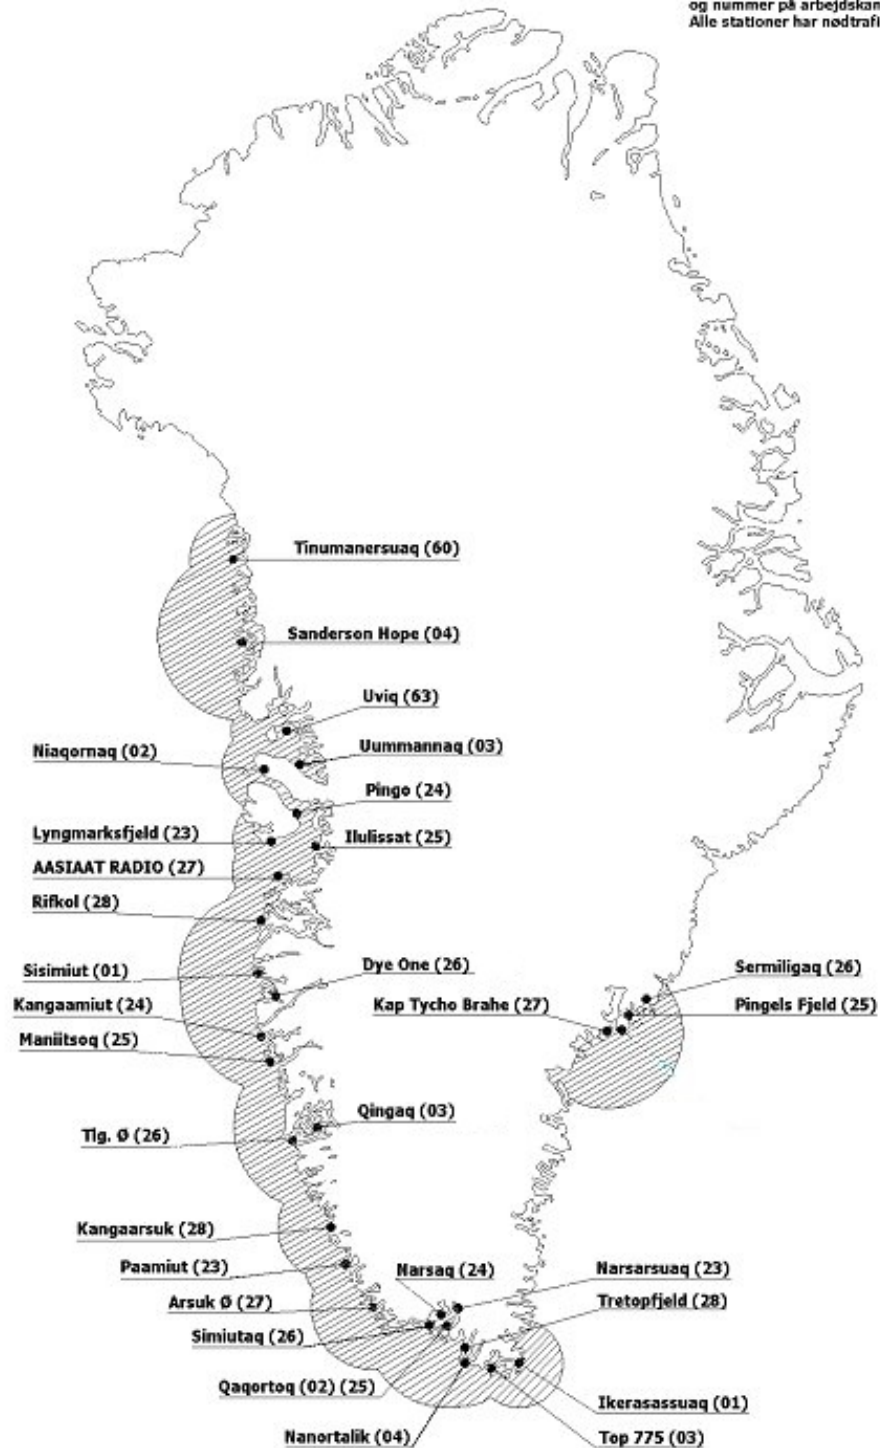 og nummer på arbejdskan
Alle stationer har nødtrafi
Tinumanersuaq (60)
Sanderson Hope (04)
Uviq (63)
Niaqornaq (02)
Uummannaq (03)
Pingo (24)
Lyngmarksfjeld (23)
Ilulissat (25)
AASIAAT RADIO (27)
Rifkol (28)
Sisimiut (01)
Dye One (26)
Sermiligaq (26)
Kangaamiut (24)
Kap Tycho Brahe (27)
Pingels Fjeld (25)
Maniitsoq (25)
Qingaq (03)
Tlg. Ø (26)
Kangaarsuk (28)
Paamiut (23)
Narsaq (24)
Narsarsuaq (23)
Arsuk Ø (27)
Tretopfjeld (28)
Simiutaq (26)
Qaqortoq (02) (25)
Ikerasassuaq (01)
Nanortalik (04)
Top 775 (03)